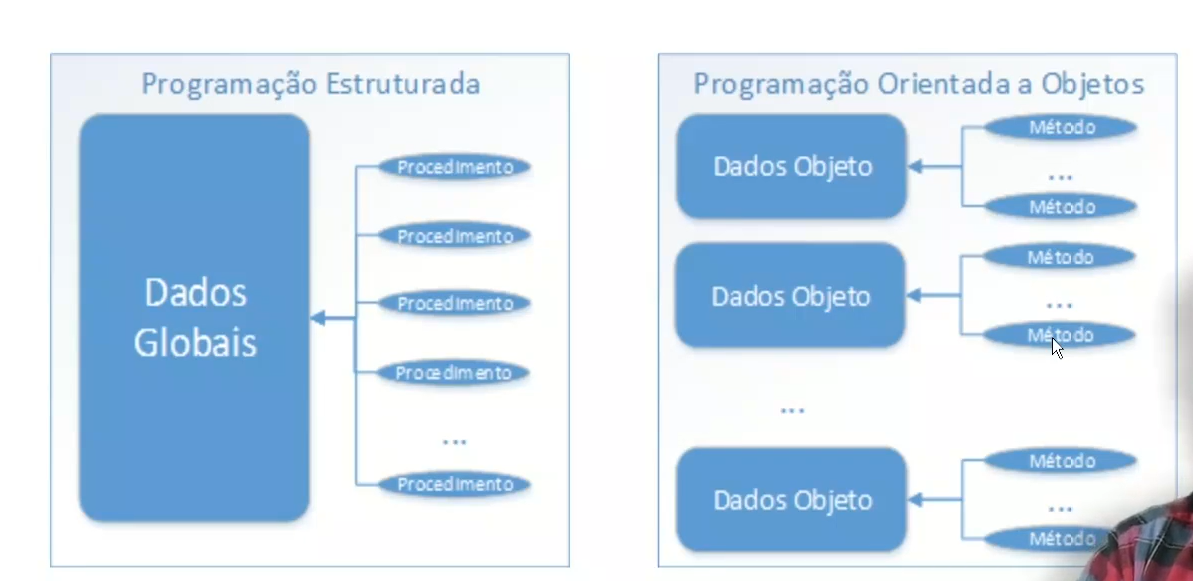 Programação Estruturada
Dados
Globais
Procedimento
Procedimento
Procedimento
Procedimento
...
Procedimento
Programação Orientada a Objetos
Dados Objeto
Método
...
Método
Dados Objeto
Método
...
Método
...
Dados Objeto
Método
...
Método